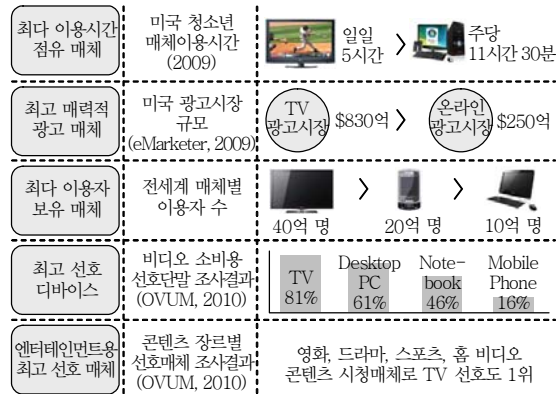 최다 이용시간
점유 매체
미국 청소년
매체이용시간
(2009)
일일
5시간
>
주당
11시간 30분
최고 매력적
광고 매체
미국 광고시장
규모
(eMarketer, 2009)
TV
광고시장
$830억
>
온라인
광고시장
$250억
최다 이용자
보유 매체
전세계 매체별
이용자 수
>
>
40억 명
20억 명
10억 명
최고 선호
디바이스
비디오 소비용
선호단말 조사결과
(OVUM, 2010)
TV
81%
Desktop
PC
61%
Note-
book
46%
Mobile
Phone
16%
엔터테인먼트용
최고 선호 매체
콘텐츠 장르별
선호매체 조사결과
(OVUM, 2010)
영화, 드라마, 스포츠, 홈 비디오
콘텐츠 시청매체로 TV 선호도 1위